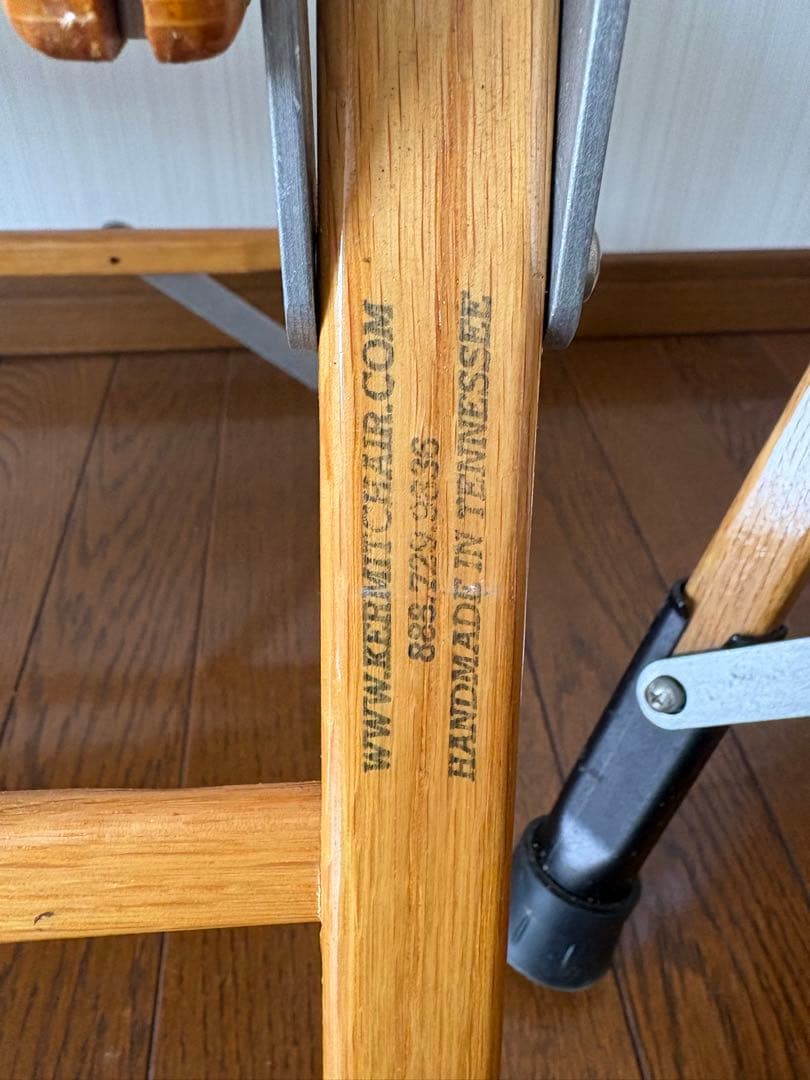 WWW.KERMITCHAIR.COM
888.729.9836
HANDMADE IN TENNESSEE